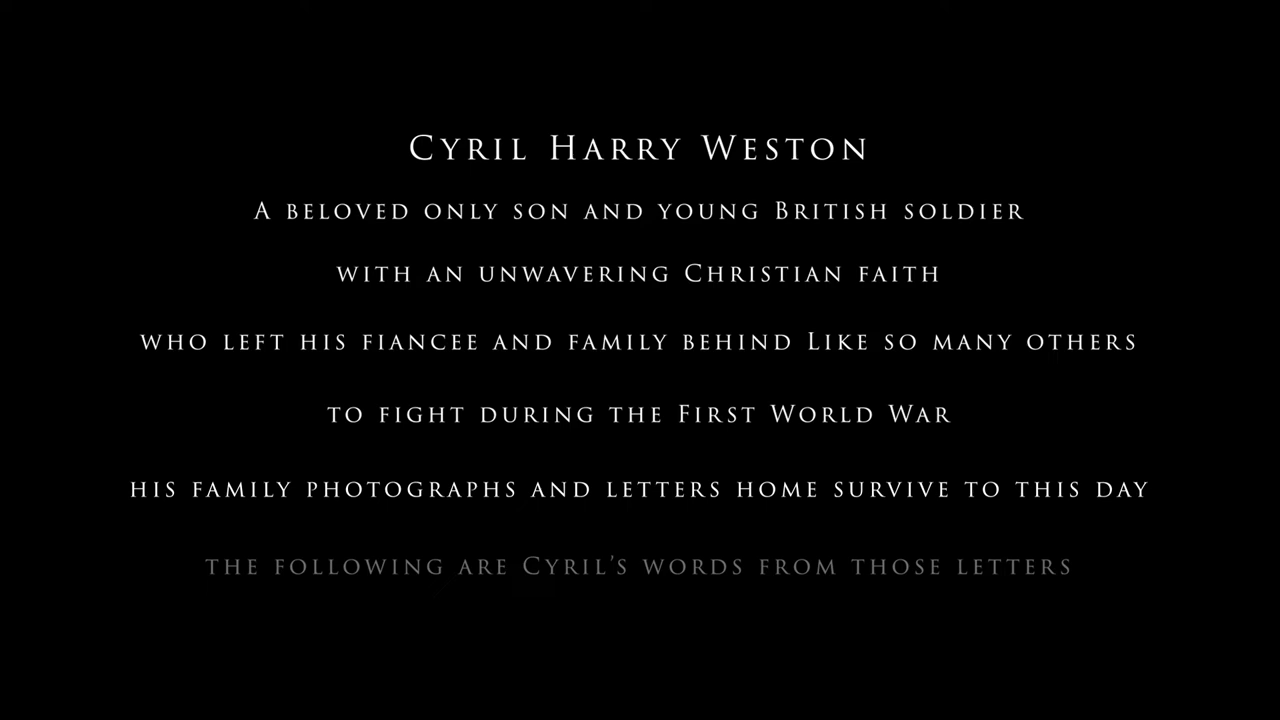 Cyril Harry Weston
A beloved only son and young British soldier
with an unwavering Christian faith
who left his fiancee and family behind Like so many others
to fight during the First World War
his family photographs and letters home survive to this day
the following are Cyril's words from those letters